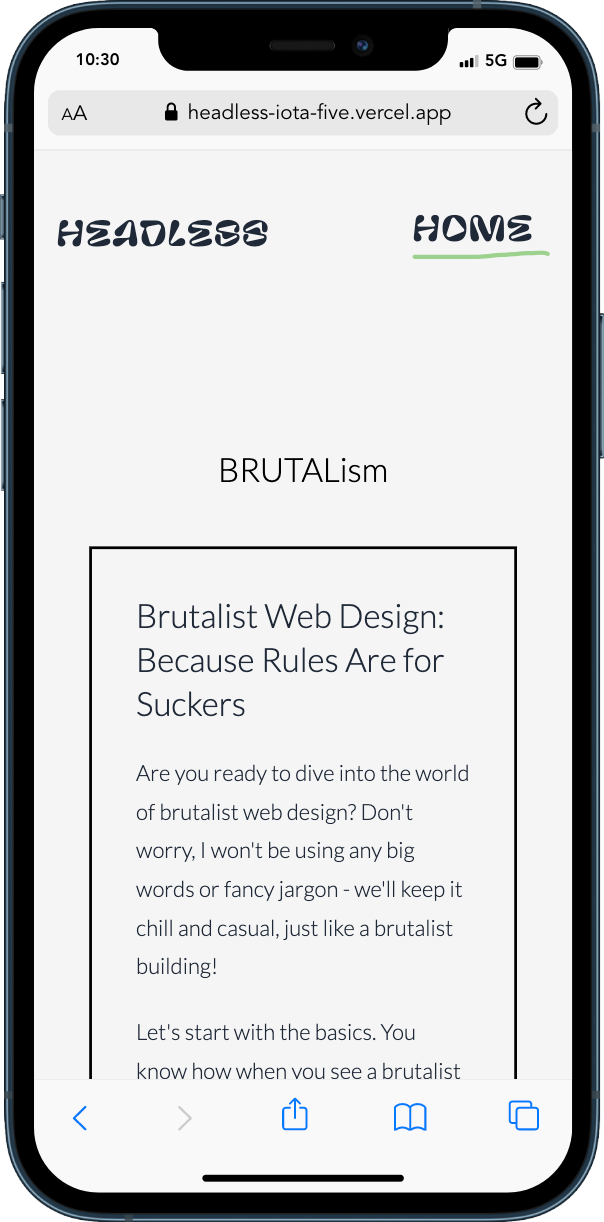 10:30
5G
AA
headless-iota-five.vercel.app
HEADLESS
HOME
BRUTALism
Brutalist Web Design:
Because Rules Are for
Suckers
Are you ready to dive into the world
of brutalist web design? Don't
worry, I won't be using any big
words or fancy jargon - we'll keep it
chill and casual, just like a brutalist
building!
Let's start with the basics. You
know how when you see a brutalist